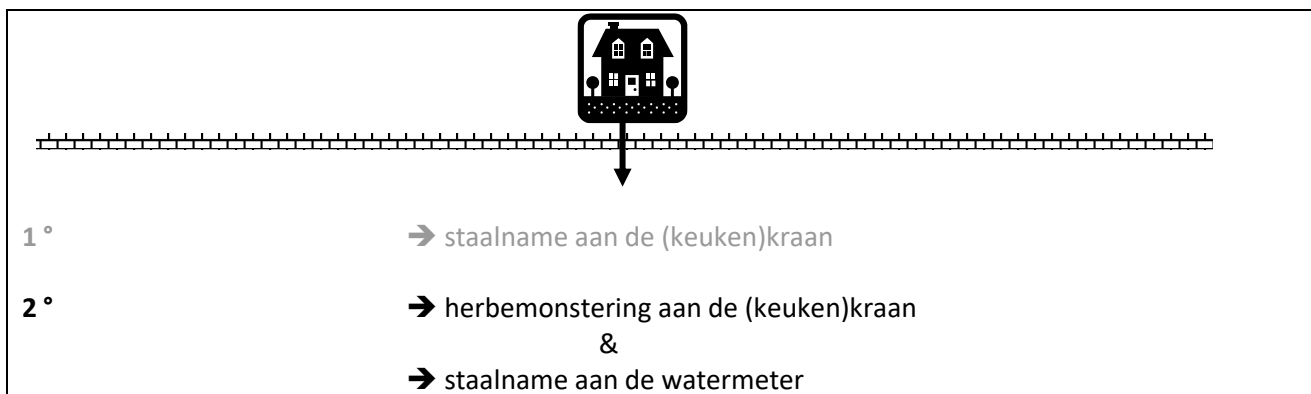 1 ° ➔ staalname aan de (keuken)kraan
2 ° ➔ herbemonstering aan de (keuken)kraan
&
➔ staalname aan de watermeter